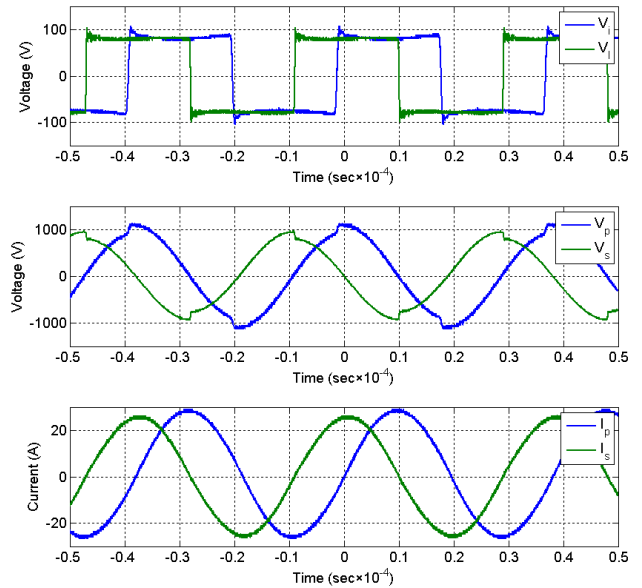 100
0
-100
Voltage (V)
V_i
V_l
-0.5 -0.4 -0.3 -0.2 -0.1 0 0.1 0.2 0.3 0.4 0.5
Time (sec×10^-4)
1000
0
-1000
Voltage (V)
V_p
V_s
-0.5 -0.4 -0.3 -0.2 -0.1 0 0.1 0.2 0.3 0.4 0.5
Time (sec×10^-4)
20
0
-20
Current (A)
I_p
I_s
-0.5 -0.4 -0.3 -0.2 -0.1 0 0.1 0.2 0.3 0.4 0.5
Time (sec×10^-4)